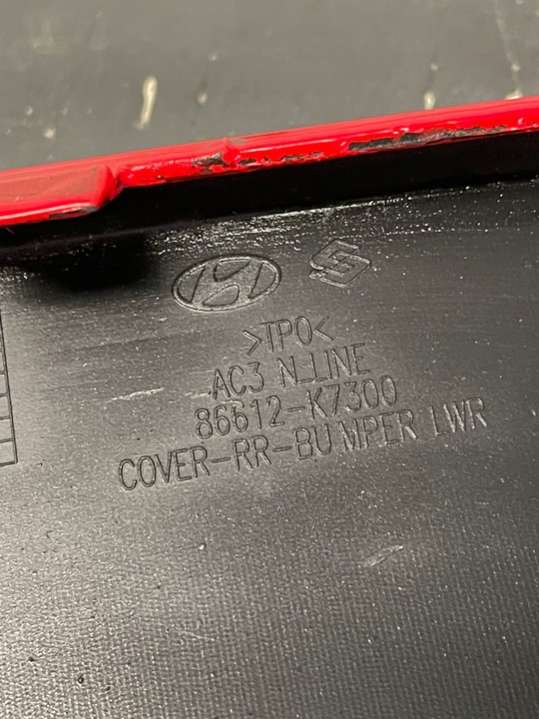 >TPO<
AC3 N LINE
86612-K7300
COVER-RR-BUMPER LWR